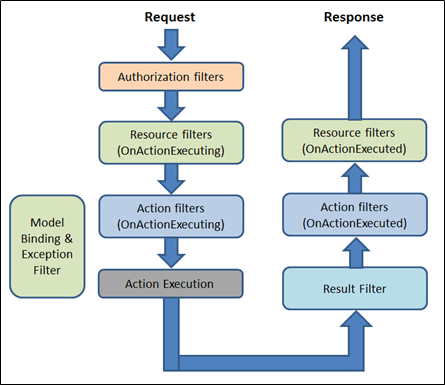 Request
Response
Authorization filters
Resource filters
(OnActionExecuting)
Resource filters
(OnActionExecuted)
Action filters
(OnActionExecuting)
Action filters
(OnActionExecuted)
Model
Binding &
Exception
Filter
Action Execution
Result Filter